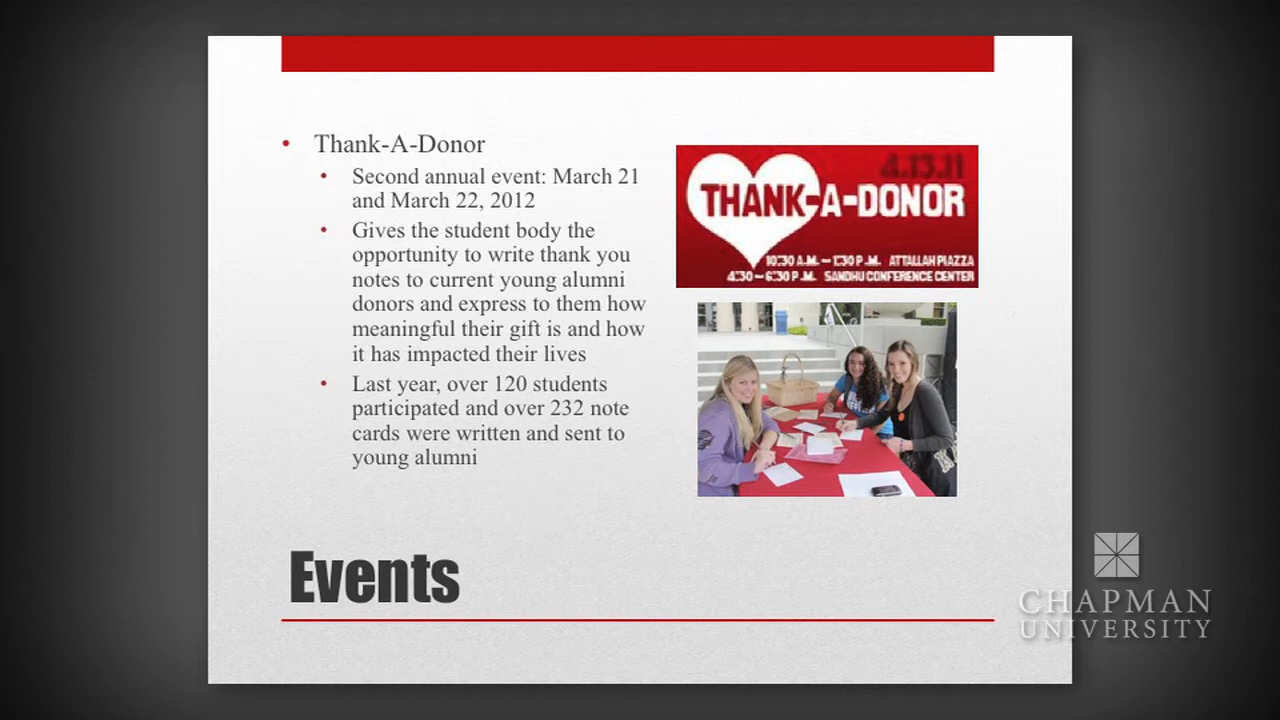 Thank-A-Donor
Second annual event: March 21
and March 22, 2012
Gives the student body the
opportunity to write thank you
notes to current young alumni
donors and express to them how
meaningful their gift is and how
it has impacted their lives
Last year, over 120 students
participated and over 232 note
cards were written and sent to
young alumni
4.13.11
THANK-A-DONOR
10:30 A.M. – 1:30 P.M. ATTALLAH PIAZZA
4:30 – 6:30 P.M. SANDHU CONFERENCE CENTER
Events
CHAPMAN
UNIVERSITY